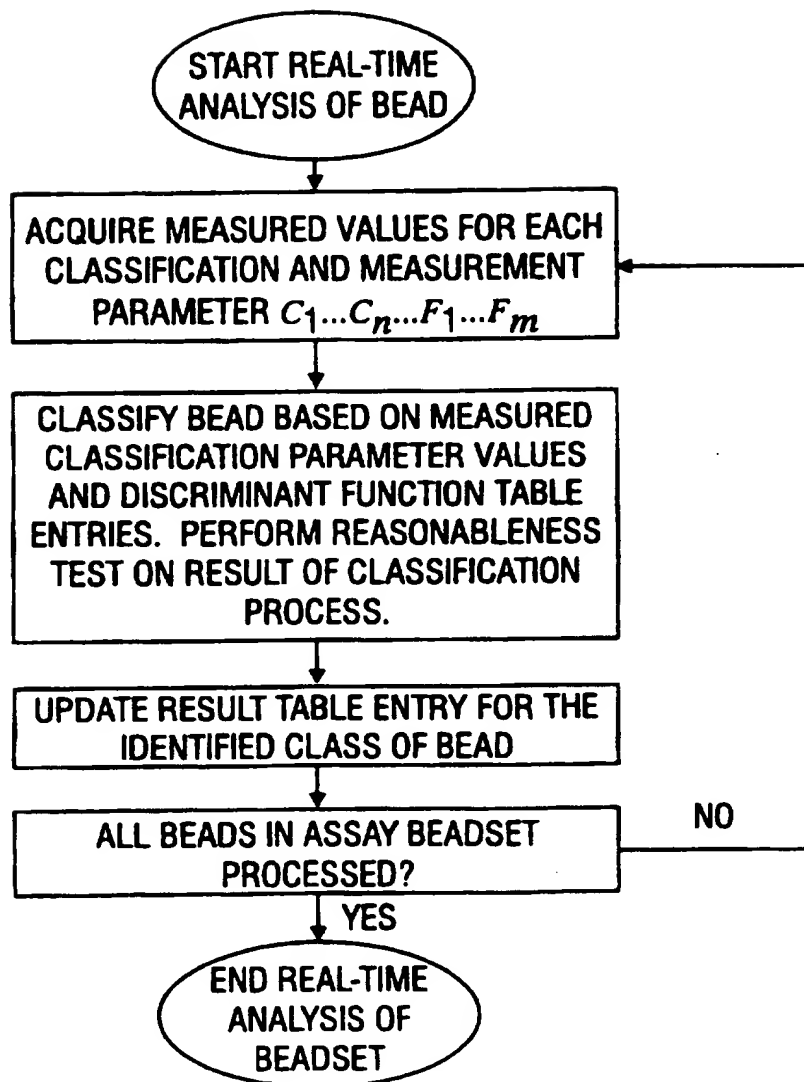 START REAL-TIME
ANALYSIS OF BEAD
ACQUIRE MEASURED VALUES FOR EACH
CLASSIFICATION AND MEASUREMENT
PARAMETER C1...Cn...F1...Fm
CLASSIFY BEAD BASED ON MEASURED
CLASSIFICATION PARAMETER VALUES
AND DISCRIMINANT FUNCTION TABLE
ENTRIES. PERFORM REASONABLENESS
TEST ON RESULT OF CLASSIFICATION
PROCESS.
UPDATE RESULT TABLE ENTRY FOR THE
IDENTIFIED CLASS OF BEAD
ALL BEADS IN ASSAY BEADSET
PROCESSED?
NO
YES
END REAL-TIME
ANALYSIS OF
BEADSET